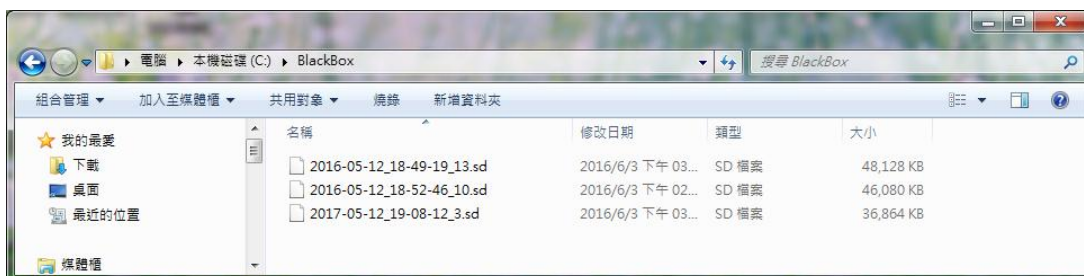 電腦 ▸ 本機磁碟 (C:) ▸ BlackBox 搜尋 BlackBox
組合管理 加入至媒體櫃 共用對象 燒錄 新增資料夾
我的最愛
下載
桌面
最近的位置
媒體櫃
名稱 修改日期 類型 大小
2016-05-12_18-49-19_13.sd 2016/6/3 下午 03... SD 檔案 48,128 KB
2016-05-12_18-52-46_10.sd 2016/6/3 下午 02... SD 檔案 46,080 KB
2017-05-12_19-08-12_3.sd 2016/6/3 下午 03... SD 檔案 36,864 KB